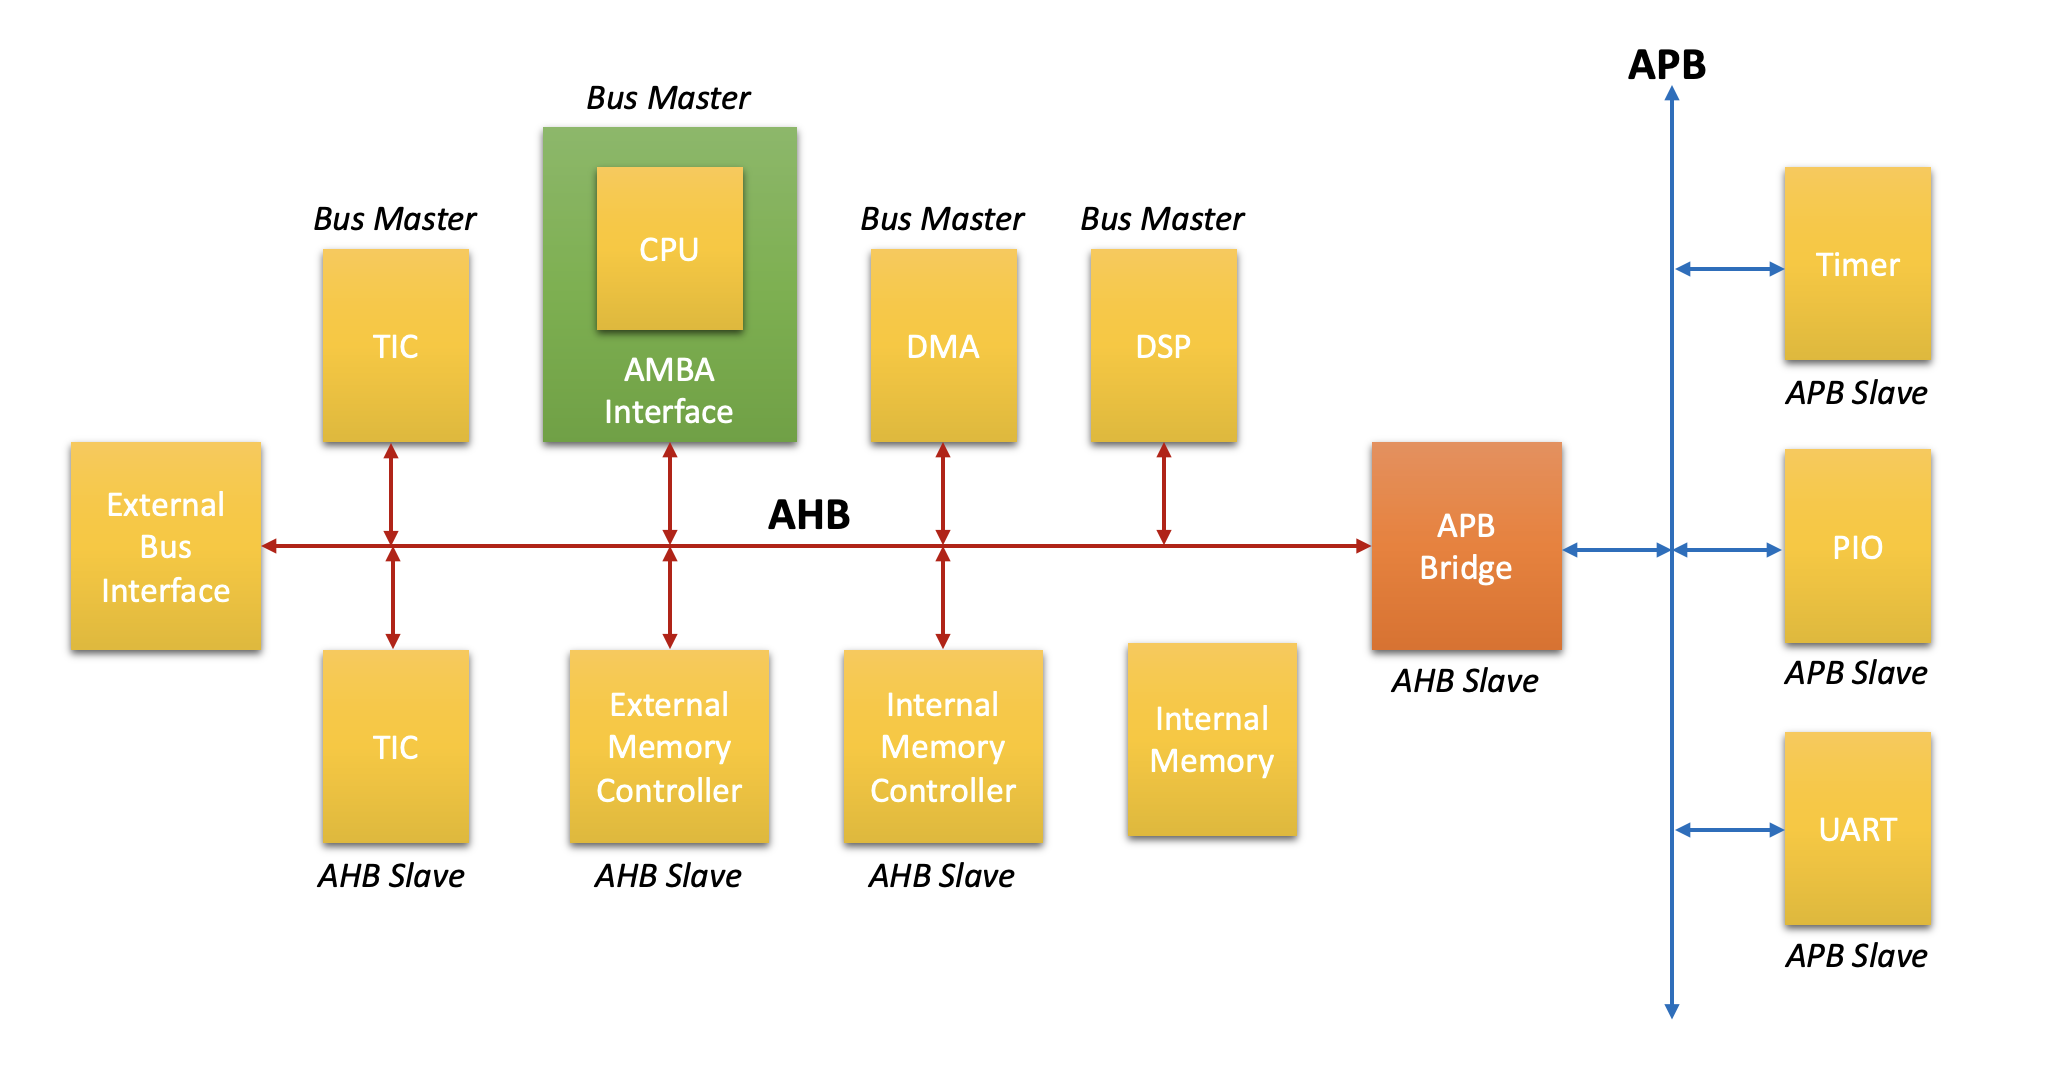 APB
Bus Master
CPU
AMBA
Interface
Bus Master
TIC
Bus Master
DMA
Bus Master
DSP
External
Bus
Interface
AHB
TIC
AHB Slave
External
Memory
Controller
AHB Slave
Internal
Memory
Controller
AHB Slave
Internal
Memory
APB
Bridge
AHB Slave
Timer
APB Slave
PIO
APB Slave
UART
APB Slave